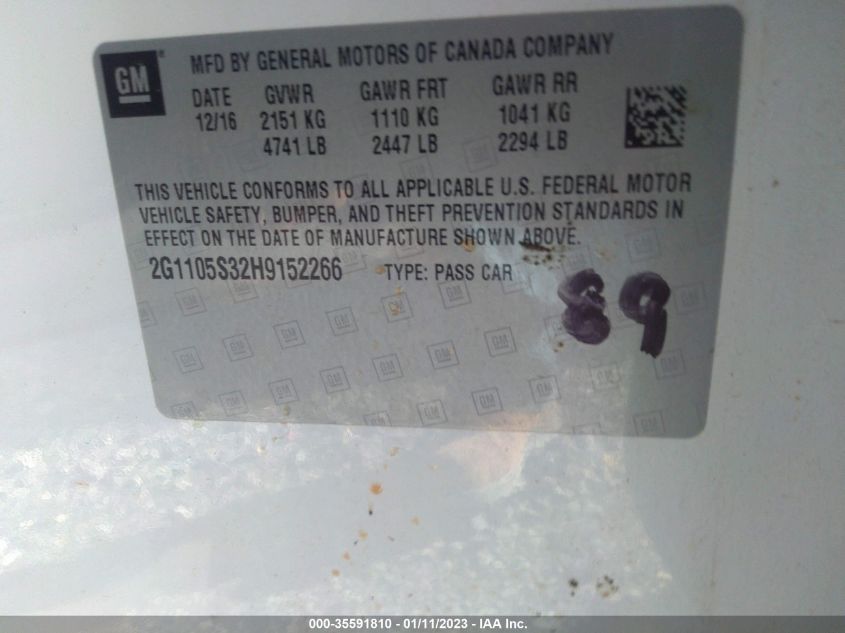 GM
MFD BY GENERAL MOTORS OF CANADA COMPANY
DATE GVWR GAWR FRT GAWR RR
12/16 2151 KG 1110 KG 1041 KG
4741 LB 2447 LB 2294 LB
THIS VEHICLE CONFORMS TO ALL APPLICABLE U.S. FEDERAL MOTOR
VEHICLE SAFETY, BUMPER, AND THEFT PREVENTION STANDARDS IN
EFFECT ON THE DATE OF MANUFACTURE SHOWN ABOVE.
2G1105S32H9152266 TYPE: PASS CAR
89
000-35591810 - 01/11/2023 - IAA Inc.